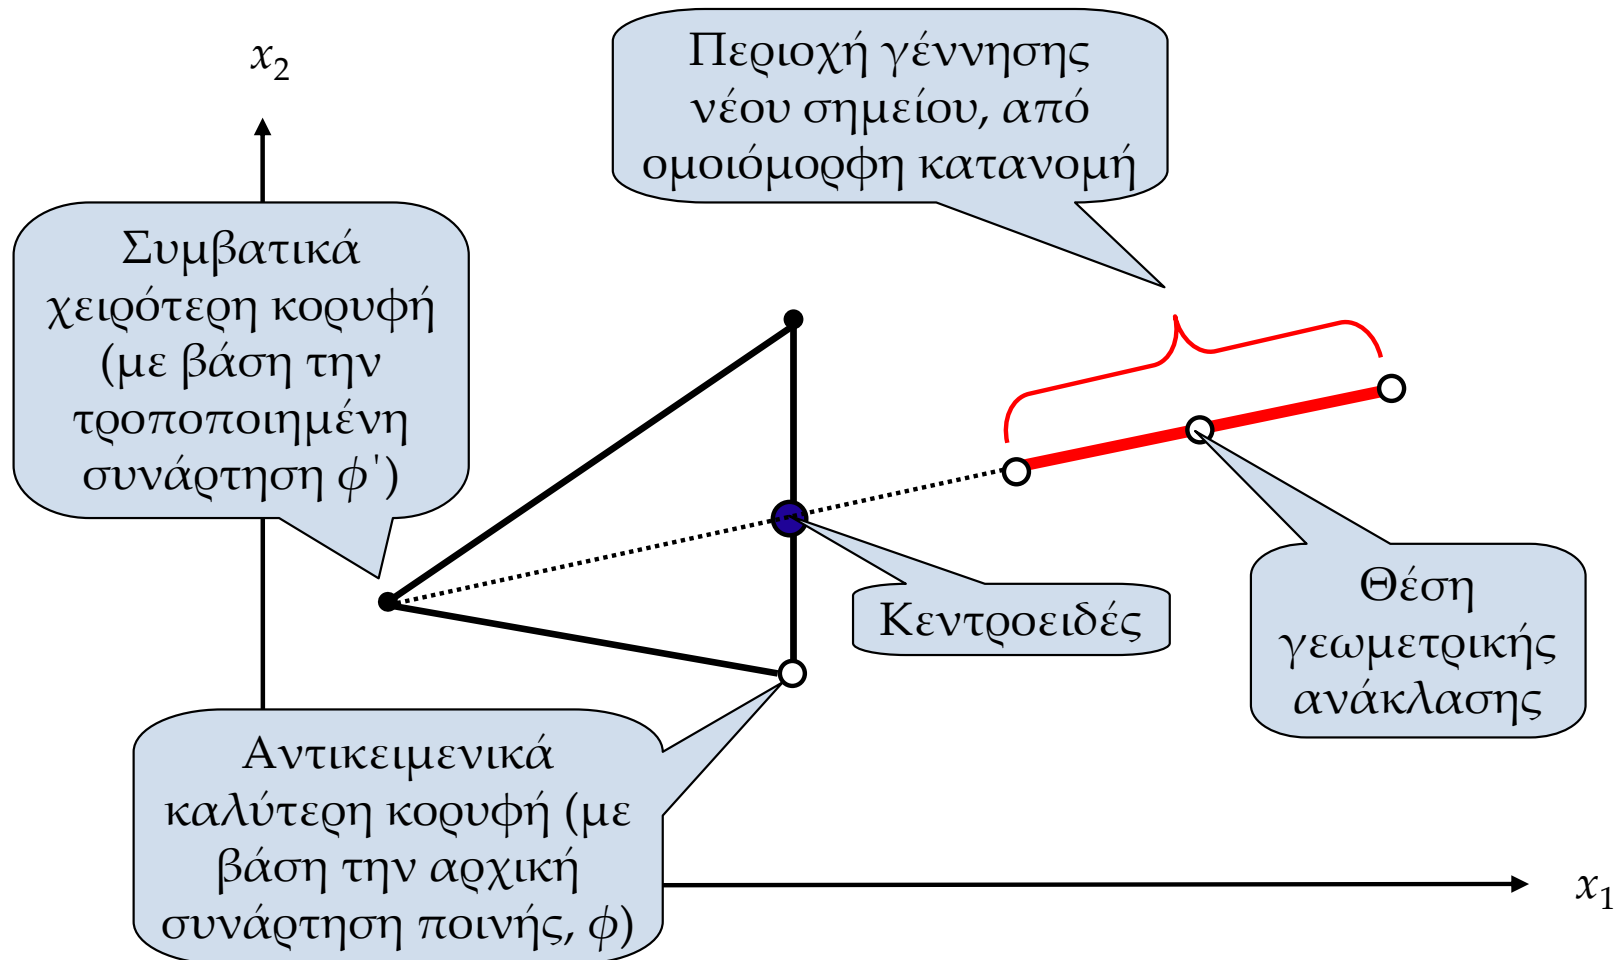 x₂
Περιοχή γέννησης
νέου σημείου, από
ομοιόμορφη κατανομή
Συμβατικά
χειρότερη κορυφή
(με βάση την
τροποποιημένη
συνάρτηση ϕ')
Κεντροειδές
Θέση
γεωμετρικής
ανάκλασης
Αντικειμενικά
καλύτερη κορυφή (με
βάση την αρχική
συνάρτηση ποινής, ϕ)
x₁